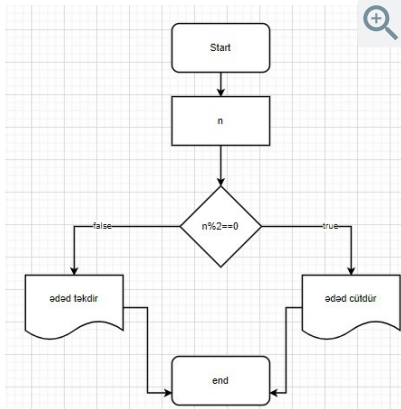 Start
n
n%2==0
false
true
ədəd təkdir
ədəd cütdür
end